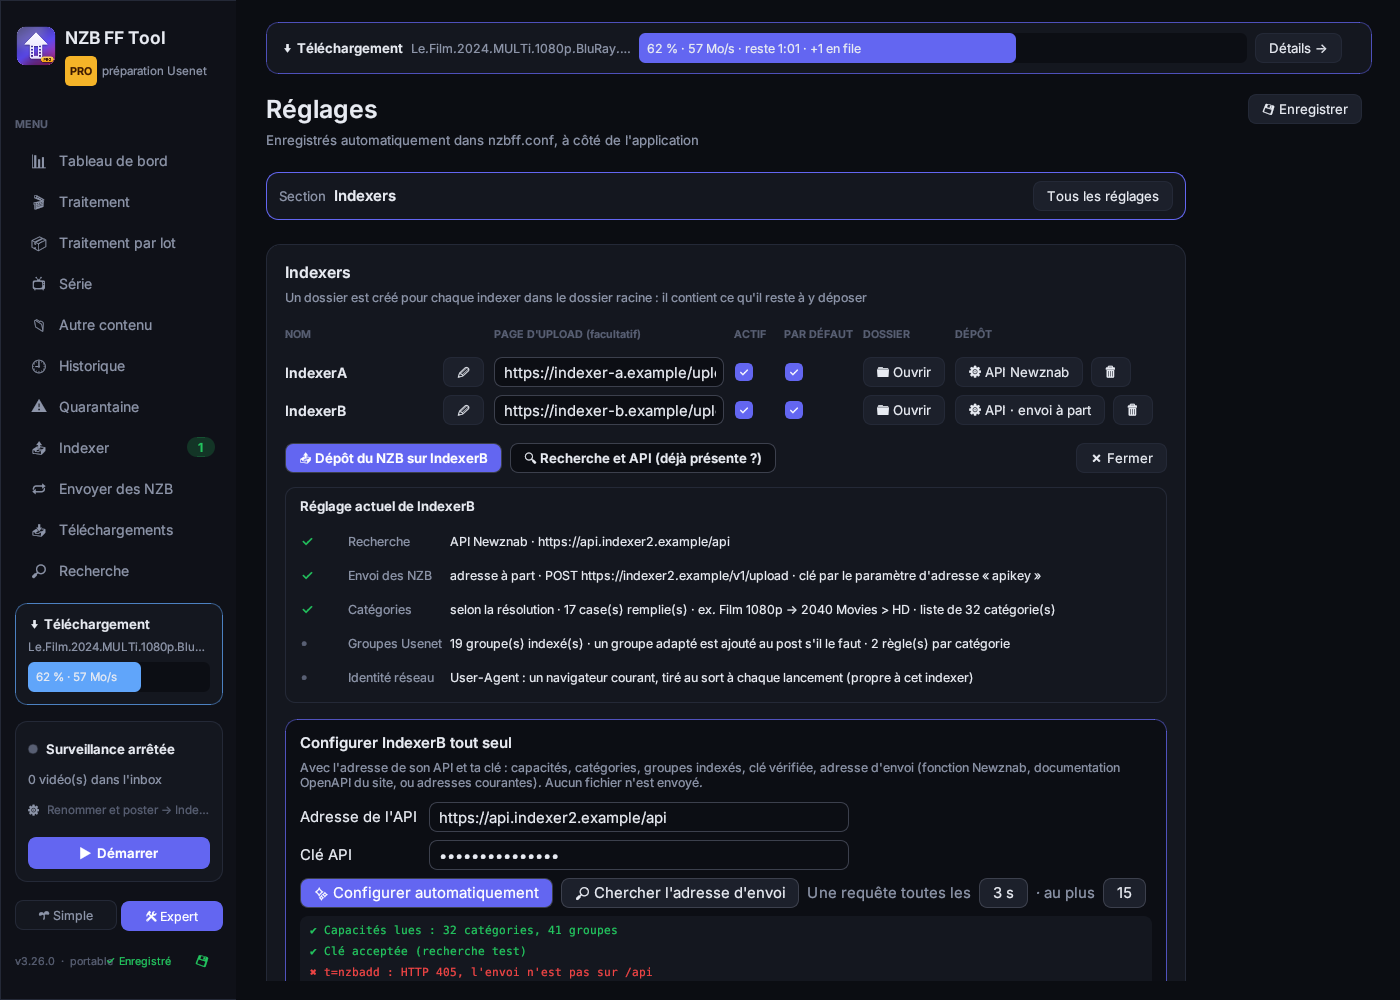 NZB FF Tool
PRO préparation Usenet
MENU
Tableau de bord
Traitement
Traitement par lot
Série
Autre contenu
Historique
Quarantaine
Indexer 1
Envoyer des NZB
Téléchargements
Recherche
Téléchargement
Le.Film.2024.MULTi.1080p.Blu...
62 % · 57 Mo/s
Surveillance arrêtée
0 vidéo(s) dans l'inbox
Renommer et poster → Inde...
Démarrer
Simple Expert
v3.26.0 · portable Enregistré
Téléchargement Le.Film.2024.MULTi.1080p.BluRay.... 62 % · 57 Mo/s · reste 1:01 · +1 en file Détails →
Réglages
Enregistrer
Enregistrés automatiquement dans nzbff.conf, à côté de l'application
Section Indexers Tous les réglages
Indexers
Un dossier est créé pour chaque indexer dans le dossier racine : il contient ce qu'il reste à y déposer
NOM PAGE D'UPLOAD (facultatif) ACTIF PAR DÉFAUT DOSSIER DÉPÔT
IndexerA https://indexer-a.example/uplo Ouvrir API Newznab
IndexerB https://indexer-b.example/uplo Ouvrir API · envoi à part
Dépôt du NZB sur IndexerB Recherche et API (déjà présente ?) Fermer
Réglage actuel de IndexerB
Recherche API Newznab · https://api.indexer2.example/api
Envoi des NZB adresse à part · POST https://indexer2.example/v1/upload · clé par le paramètre d'adresse « apikey »
Catégories selon la résolution · 17 case(s) remplie(s) · ex. Film 1080p → 2040 Movies > HD · liste de 32 catégorie(s)
Groupes Usenet 19 groupe(s) indexé(s) · un groupe adapté est ajouté au post s'il le faut · 2 règle(s) par catégorie
Identité réseau User-Agent : un navigateur courant, tiré au sort à chaque lancement (propre à cet indexer)
Configurer IndexerB tout seul
Avec l'adresse de son API et ta clé : capacités, catégories, groupes indexés, clé vérifiée, adresse d'envoi (fonction Newznab, documentation
OpenAPI du site, ou adresses courantes). Aucun fichier n'est envoyé.
Adresse de l'API https://api.indexer2.example/api
Clé API •••••••••••••••
Configurer automatiquement Chercher l'adresse d'envoi Une requête toutes les 3 s · au plus 15
✔ Capacités lues : 32 catégories, 41 groupes
✔ Clé acceptée (recherche test)
✖ t=nzbadd : HTTP 405, l'envoi n'est pas sur /api